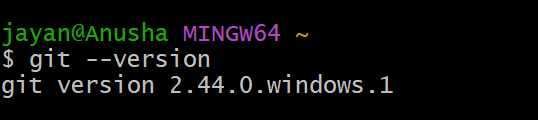 jayan@Anusha MINGW64 ~
$ git --version
git version 2.44.0.windows.1